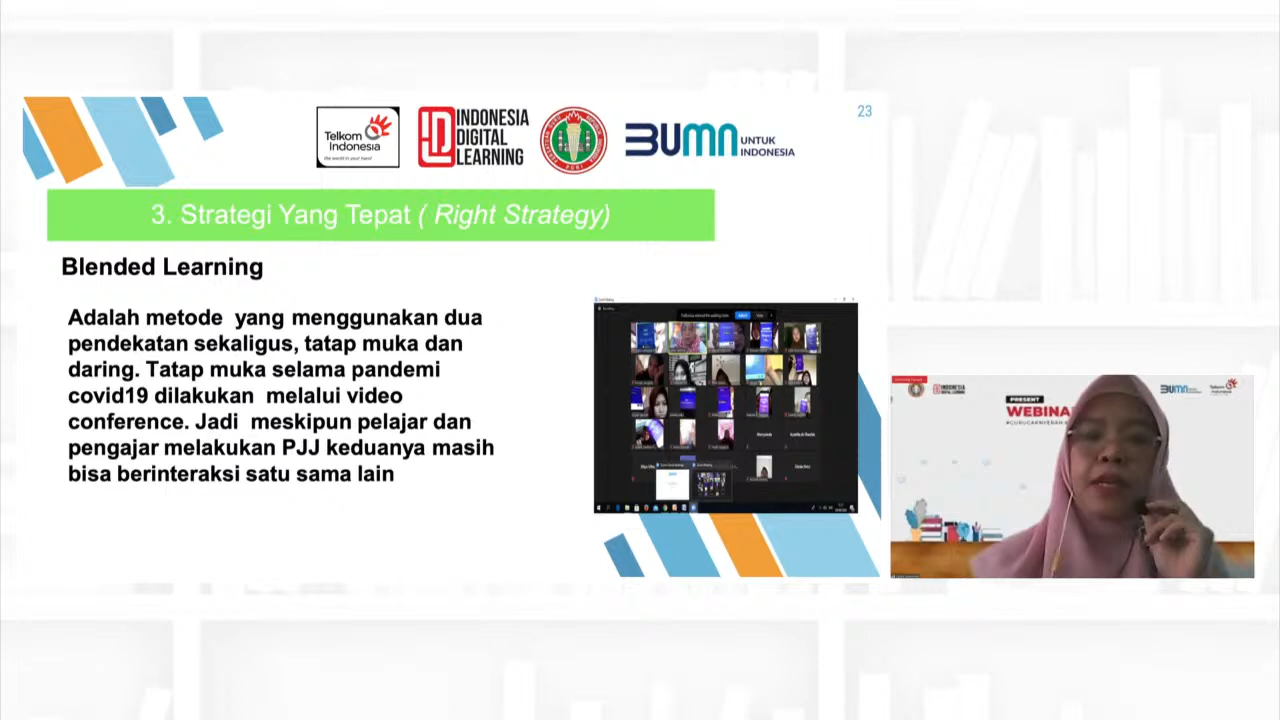 23
Telkom
Indonesia
the world in your hand
INDONESIA
DIGITAL
LEARNING
BUMN UNTUK
INDONESIA
3. Strategi Yang Tepat ( Right Strategy)
Blended Learning
Adalah metode yang menggunakan dua
pendekatan sekaligus, tatap muka dan
daring. Tatap muka selama pandemi
covid19 dilakukan melalui video
conference. Jadi meskipun pelajar dan
pengajar melakukan PJJ keduanya masih
bisa berinteraksi satu sama lain
INDONESIA
BUMN
Telkom
PRESENT
WEBINA